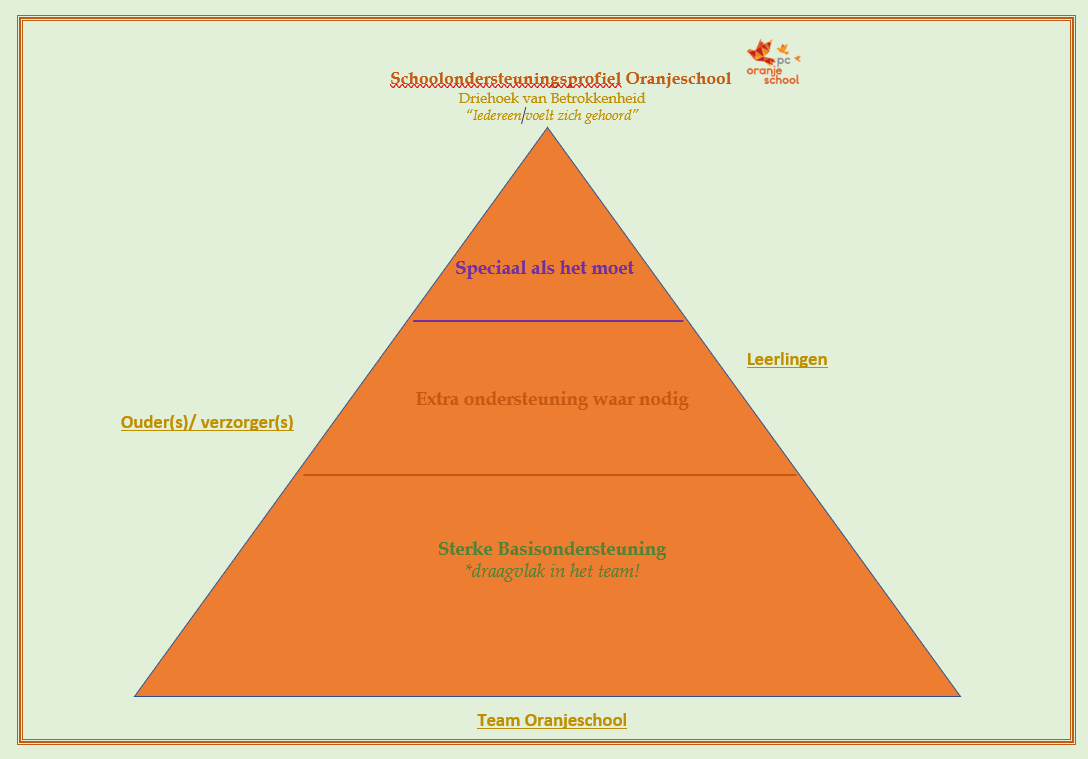 pc
oranje
school
Schoolondersteuningsprofiel Oranjeschool
Driehoek van Betrokkenheid
“Iedereen voelt zich gehoord”
Speciaal als het moet
Leerlingen
Extra ondersteuning waar nodig
Ouder(s)/ verzorger(s)
Sterke Basisondersteuning
*draagvlak in het team!
Team Oranjeschool